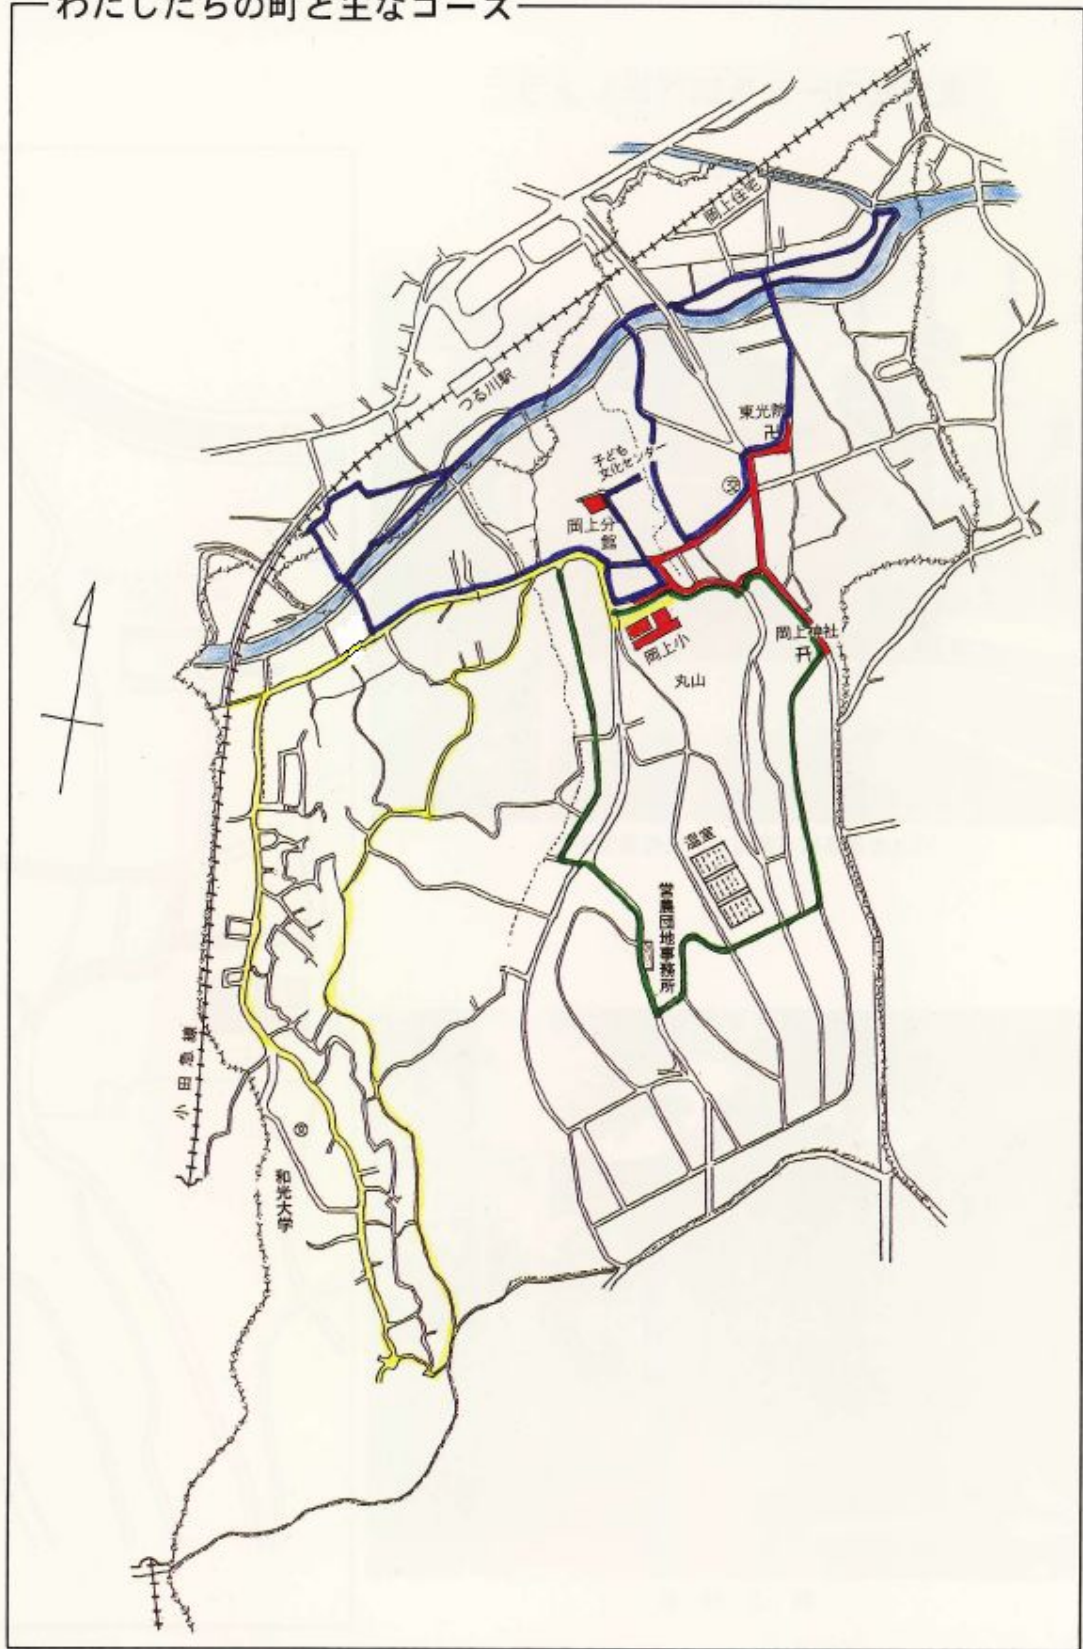 わたしたちの町と主なコース
岡上住宅
つる川駅
東光院
卍
子ども
文化センター
岡上分
館
交
岡上小
岡上神社
丸山
温室
営農団地事務所
小田急線
文
和光大学